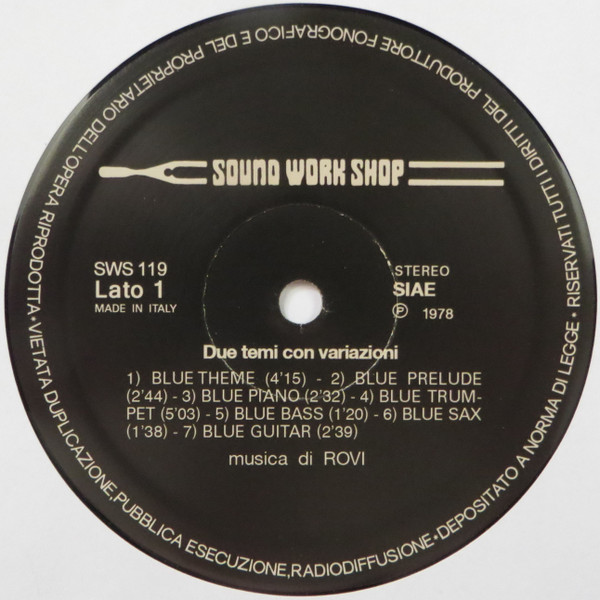 RISERVATI TUTTI I DIRITTI DEL PRODUTTORE FONOGRAFICO E DEL PROPRIETARIO DELL'OPERA RIPRODOTTA • VIETATA DUPLICAZIONE, PUBBLICA ESECUZIONE, RADIODIFFUSIONE • DEPOSITATO A NORMA DI LEGGE •
SOUND WORK SHOP
SWS 119
Lato 1
MADE IN ITALY
STEREO
SIAE
Ⓟ 1978
Due temi con variazioni
1) BLUE THEME (4'15) - 2) BLUE PRELUDE
(2'44) - 3) BLUE PIANO (2'32) - 4) BLUE TRUM-
PET (5'03) - 5) BLUE BASS (1'20) - 6) BLUE SAX
(1'38) - 7) BLUE GUITAR (2'39)
musica di ROVI